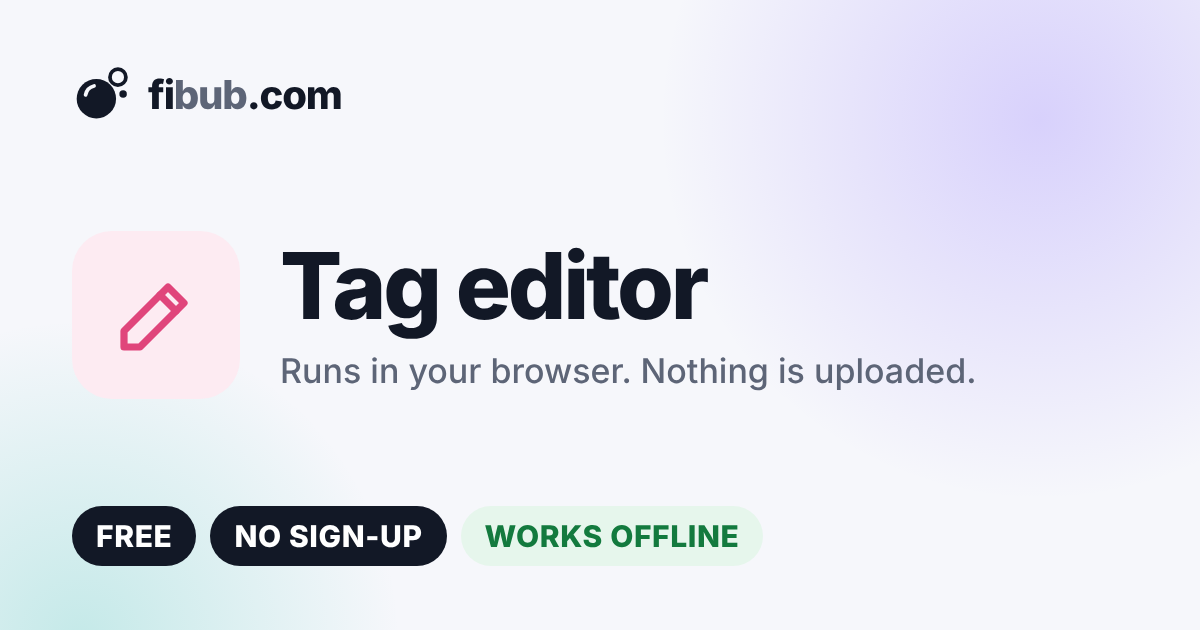 fibub.com
Tag editor
Runs in your browser. Nothing is uploaded.
FREE NO SIGN-UP WORKS OFFLINE